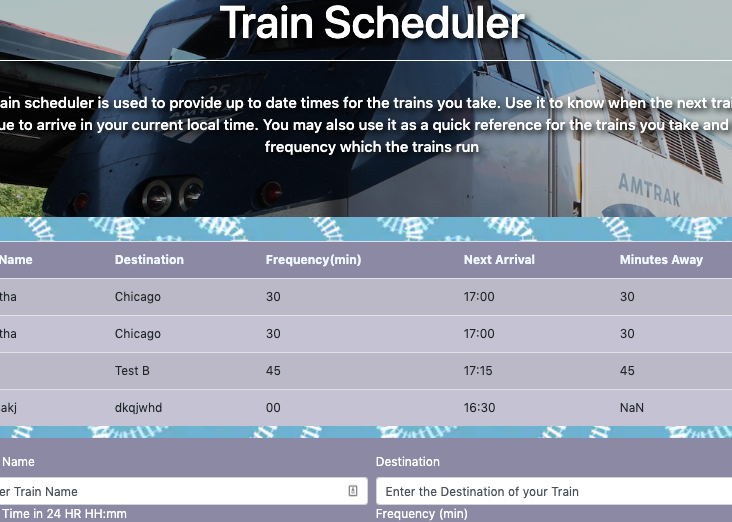 Train Scheduler
ain scheduler is used to provide up to date times for the trains you take. Use it to know when the next trai
ue to arrive in your current local time. You may also use it as a quick reference for the trains you take and
frequency which the trains run
AMTRAK
Name Destination Frequency(min) Next Arrival Minutes Away
tha Chicago 30 17:00 30
tha Chicago 30 17:00 30
Test B 45 17:15 45
akj dkqjwhd 00 16:30 NaN
Name Destination
er Train Name Enter the Destination of your Train
Time in 24 HR HH:mm Frequency (min)